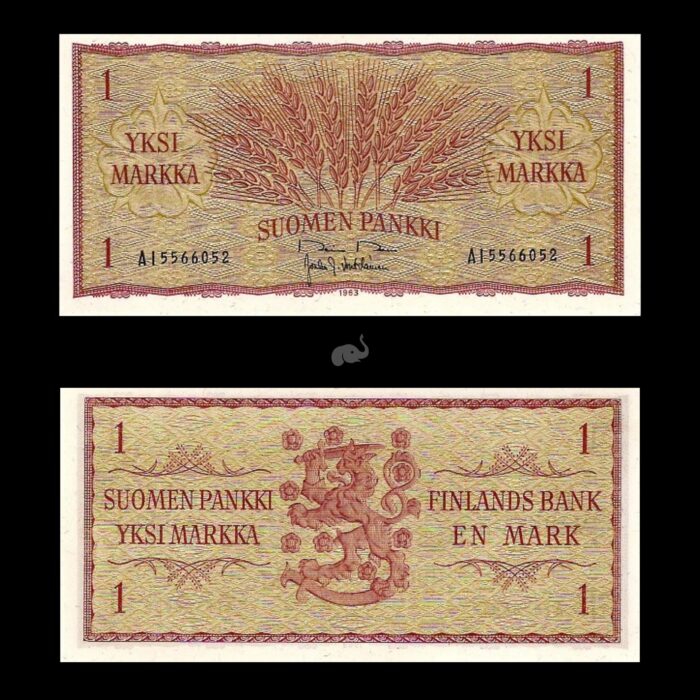 1 1
YKSI MARKKA
YKSI MARKKA
SUOMEN PANKKI
1 A15566052
A15566052 1
1963
1 1
SUOMEN PANKKI
YKSI MARKKA
FINLANDS BANK
EN MARK
1 1